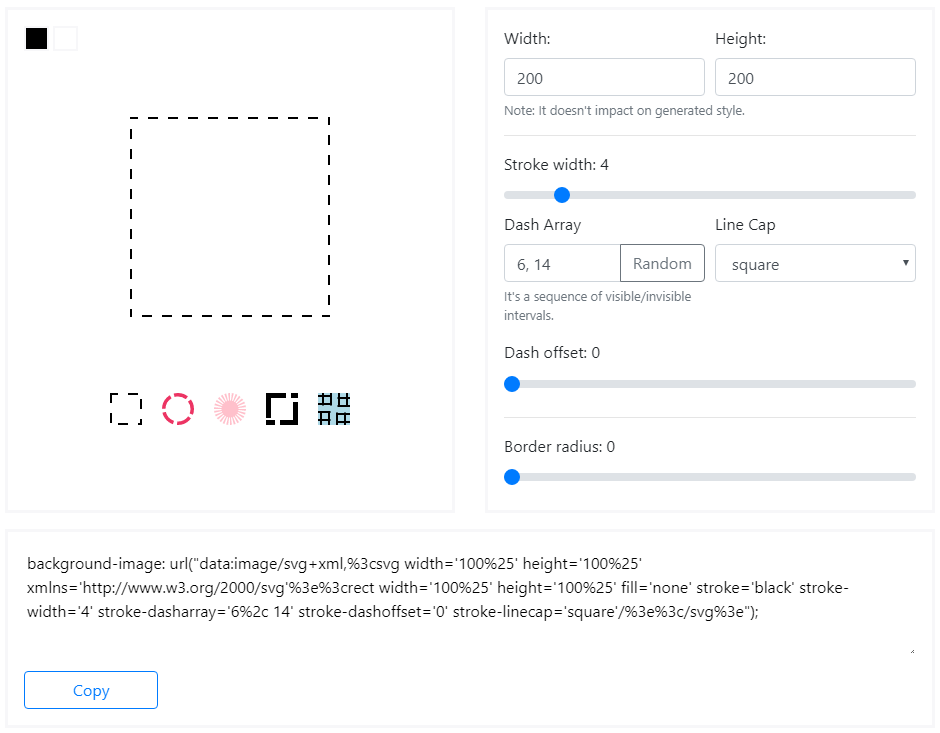 Width:
Height:
200
200
Note: It doesn't impact on generated style.
Stroke width: 4
Dash Array
Line Cap
6, 14
Random
square
It's a sequence of visible/invisible
intervals.
Dash offset: 0
Border radius: 0
background-image: url("data:image/svg+xml,%3csvg width='100%25' height='100%25'
xmlns='http://www.w3.org/2000/svg'%3e%3crect width='100%25' height='100%25' fill='none' stroke='black' stroke-
width='4' stroke-dasharray='6%2c 14' stroke-dashoffset='0' stroke-linecap='square'/%3e%3c/svg%3e");
Copy